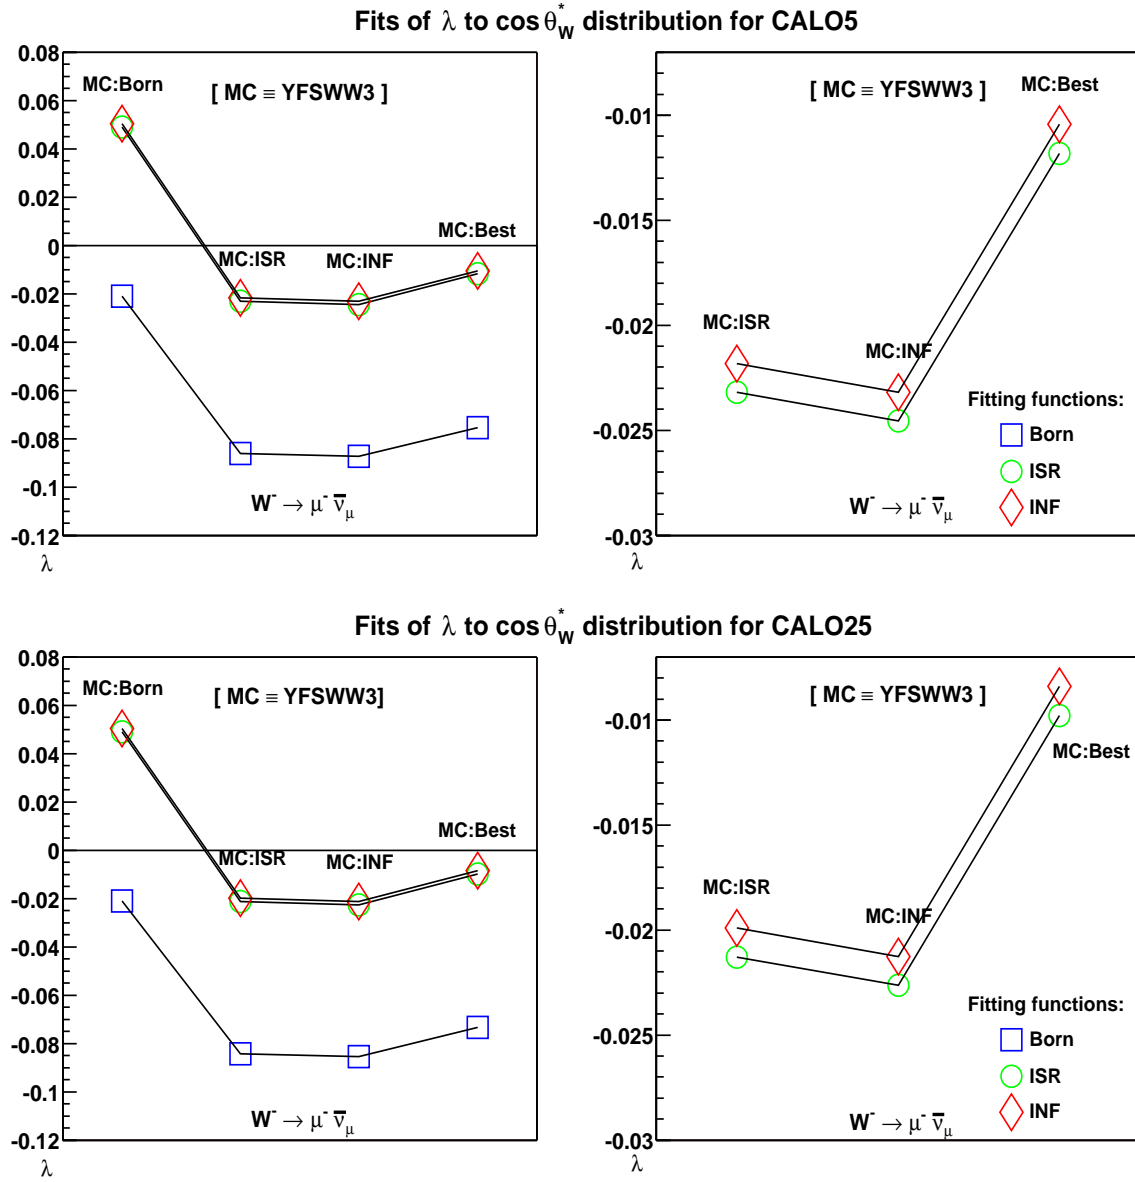 Fits of λ to cos θ*W distribution for CALO5
0.08
0.06
0.04
0.02
0
-0.02
-0.04
-0.06
-0.08
-0.1
-0.12
λ
MC:Born
[ MC ≡ YFSWW3 ]
MC:ISR
MC:INF
MC:Best
W- → μ- ν̄μ
-0.01
-0.015
-0.02
-0.025
-0.03
λ
[ MC ≡ YFSWW3 ]
MC:Best
MC:ISR
MC:INF
Fitting functions:
Born
ISR
INF
W- → μ- ν̄μ
Fits of λ to cos θ*W distribution for CALO25
0.08
0.06
0.04
0.02
0
-0.02
-0.04
-0.06
-0.08
-0.1
-0.12
λ
MC:Born
[ MC ≡ YFSWW3]
MC:ISR
MC:INF
MC:Best
W- → μ- ν̄μ
-0.01
-0.015
-0.02
-0.025
-0.03
λ
[ MC ≡ YFSWW3 ]
MC:Best
MC:ISR
MC:INF
Fitting functions:
Born
ISR
INF
W- → μ- ν̄μ